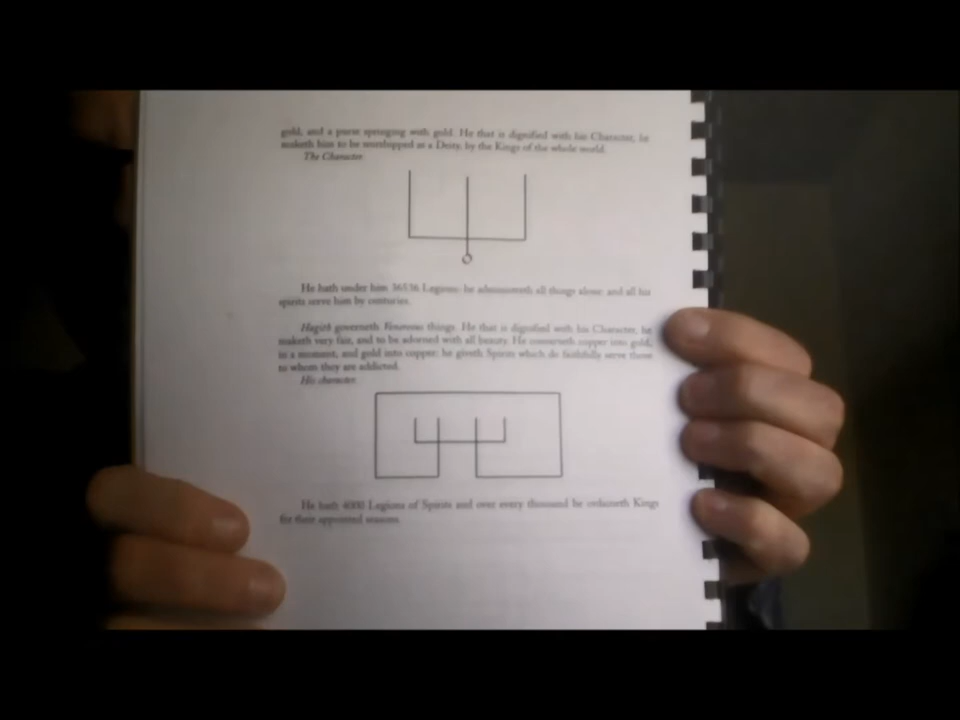 gold, and a purse springing with gold. He that is dignified with his Character, he
maketh him to be worshipped as a Deity, by the Kings of the whole world.
The Character.
He hath under him 36536 Legions: he administreth all things alone: and all his
spirits serve him by centuries.
Hagith governeth Venereous things. He that is dignified with his Character, he
maketh very fair, and to be adorned with all beauty. He converteth copper into gold,
in a moment, and gold into copper: he giveth Spirits which do faithfully serve those
to whom they are addicted.
His character.
He hath 4000 Legions of Spirits and over every thousand he ordaineth Kings
for their appointed seasons.